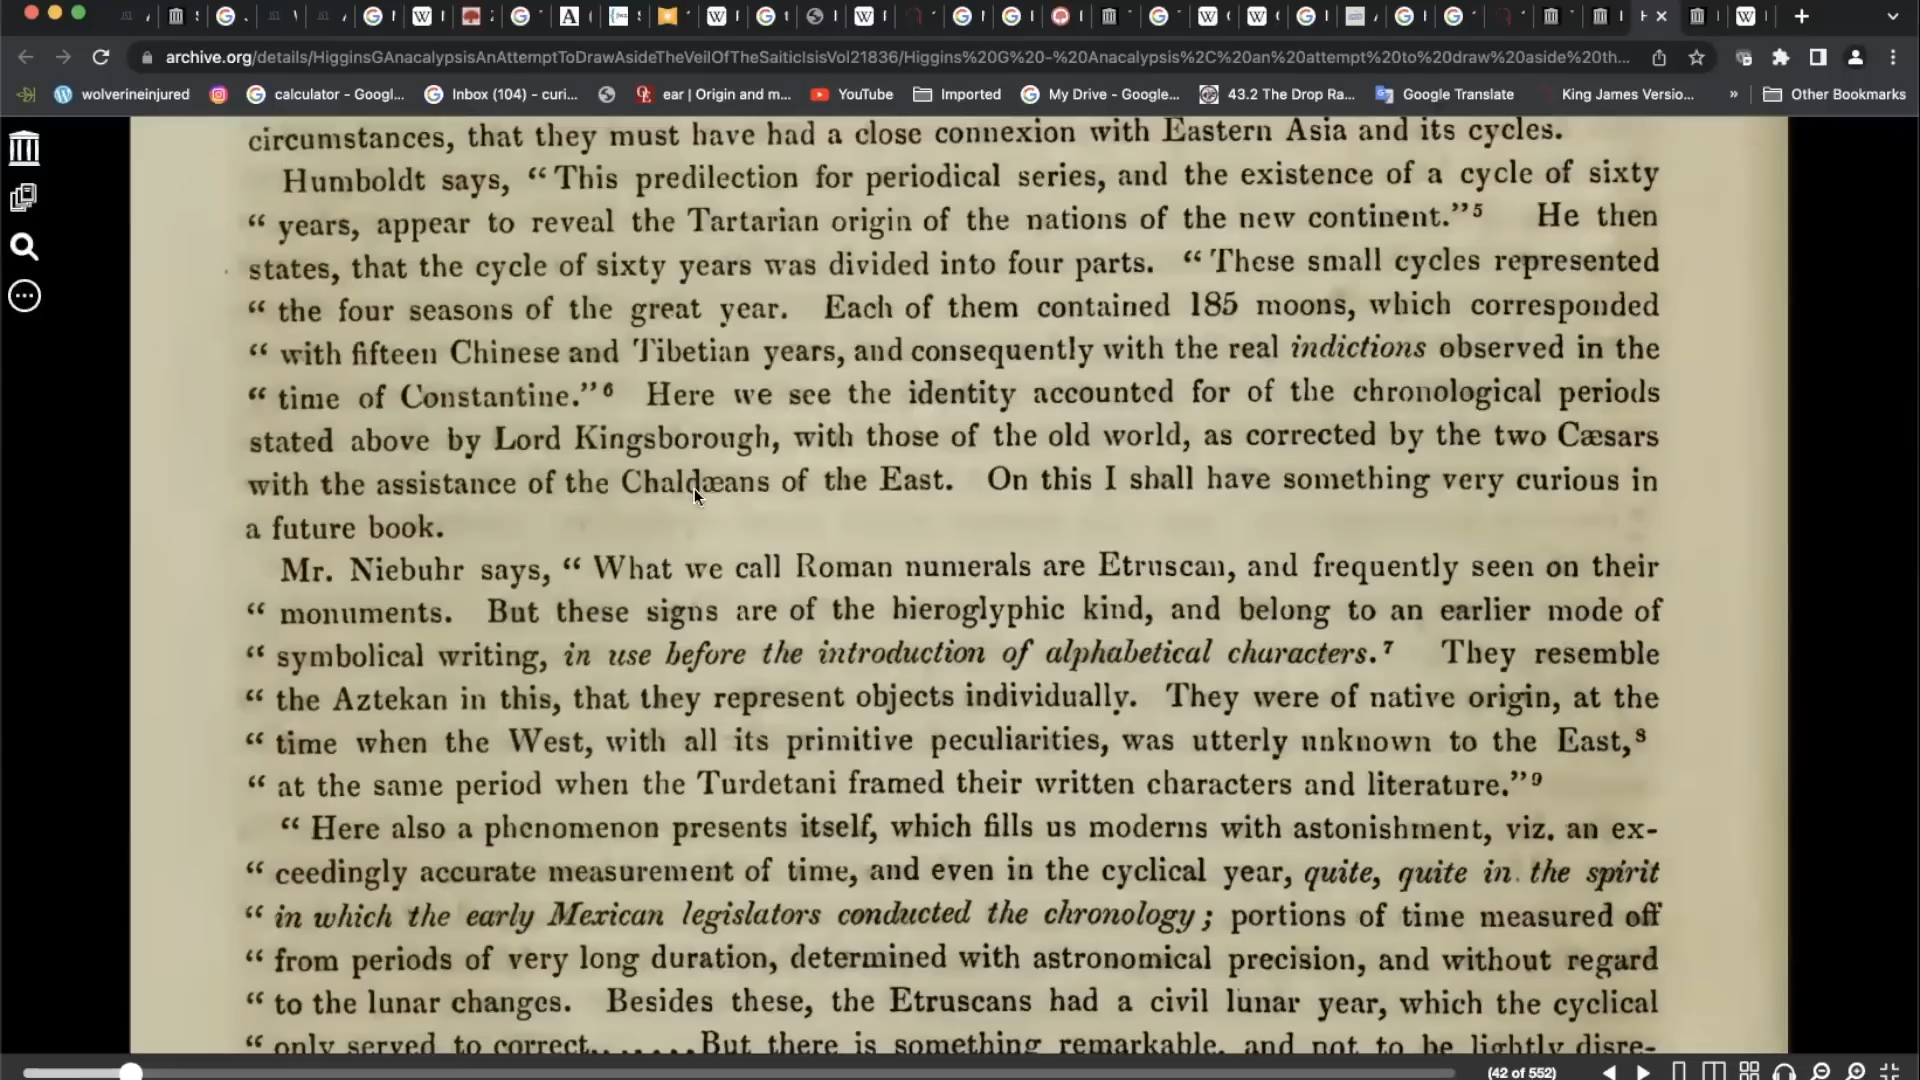 archive.org/details/HigginsGAnacalypsisAnAttemptToDrawAsideTheVeilOfTheSaiticIsisVol21836/Higgins%20G%20-%20Anacalypsis%2C%20an%20attempt%20to%20draw%20aside%20th...
wolverineinjured calculator - Googl... Inbox (104) - curi... ear | Origin and m... YouTube Imported My Drive - Google... 43.2 The Drop Ra... Google Translate King James Versio... » Other Bookmarks
circumstances, that they must have had a close connexion with Eastern Asia and its cycles.
Humboldt says, “This predilection for periodical series, and the existence of a cycle of sixty
“ years, appear to reveal the Tartarian origin of the nations of the new continent.”5 He then
states, that the cycle of sixty years was divided into four parts. “These small cycles represented
“ the four seasons of the great year. Each of them contained 185 moons, which corresponded
“ with fifteen Chinese and Tibetian years, and consequently with the real indictions observed in the
“ time of Constantine.”6 Here we see the identity accounted for of the chronological periods
stated above by Lord Kingsborough, with those of the old world, as corrected by the two Cæsars
with the assistance of the Chaldæans of the East. On this I shall have something very curious in
a future book.
Mr. Niebuhr says, “ What we call Roman numerals are Etruscan, and frequently seen on their
“ monuments. But these signs are of the hieroglyphic kind, and belong to an earlier mode of
“ symbolical writing, in use before the introduction of alphabetical characters.7 They resemble
“ the Aztekan in this, that they represent objects individually. They were of native origin, at the
“ time when the West, with all its primitive peculiarities, was utterly unknown to the East,8
“ at the same period when the Turdetani framed their written characters and literature.”9
“ Here also a phenomenon presents itself, which fills us moderns with astonishment, viz. an ex-
“ ceedingly accurate measurement of time, and even in the cyclical year, quite, quite in the spirit
“ in which the early Mexican legislators conducted the chronology; portions of time measured off
“ from periods of very long duration, determined with astronomical precision, and without regard
“ to the lunar changes. Besides these, the Etruscans had a civil lunar year, which the cyclical
“ only served to correct.......But there is something remarkable, and not to be lightly disre-
(42 of 552)